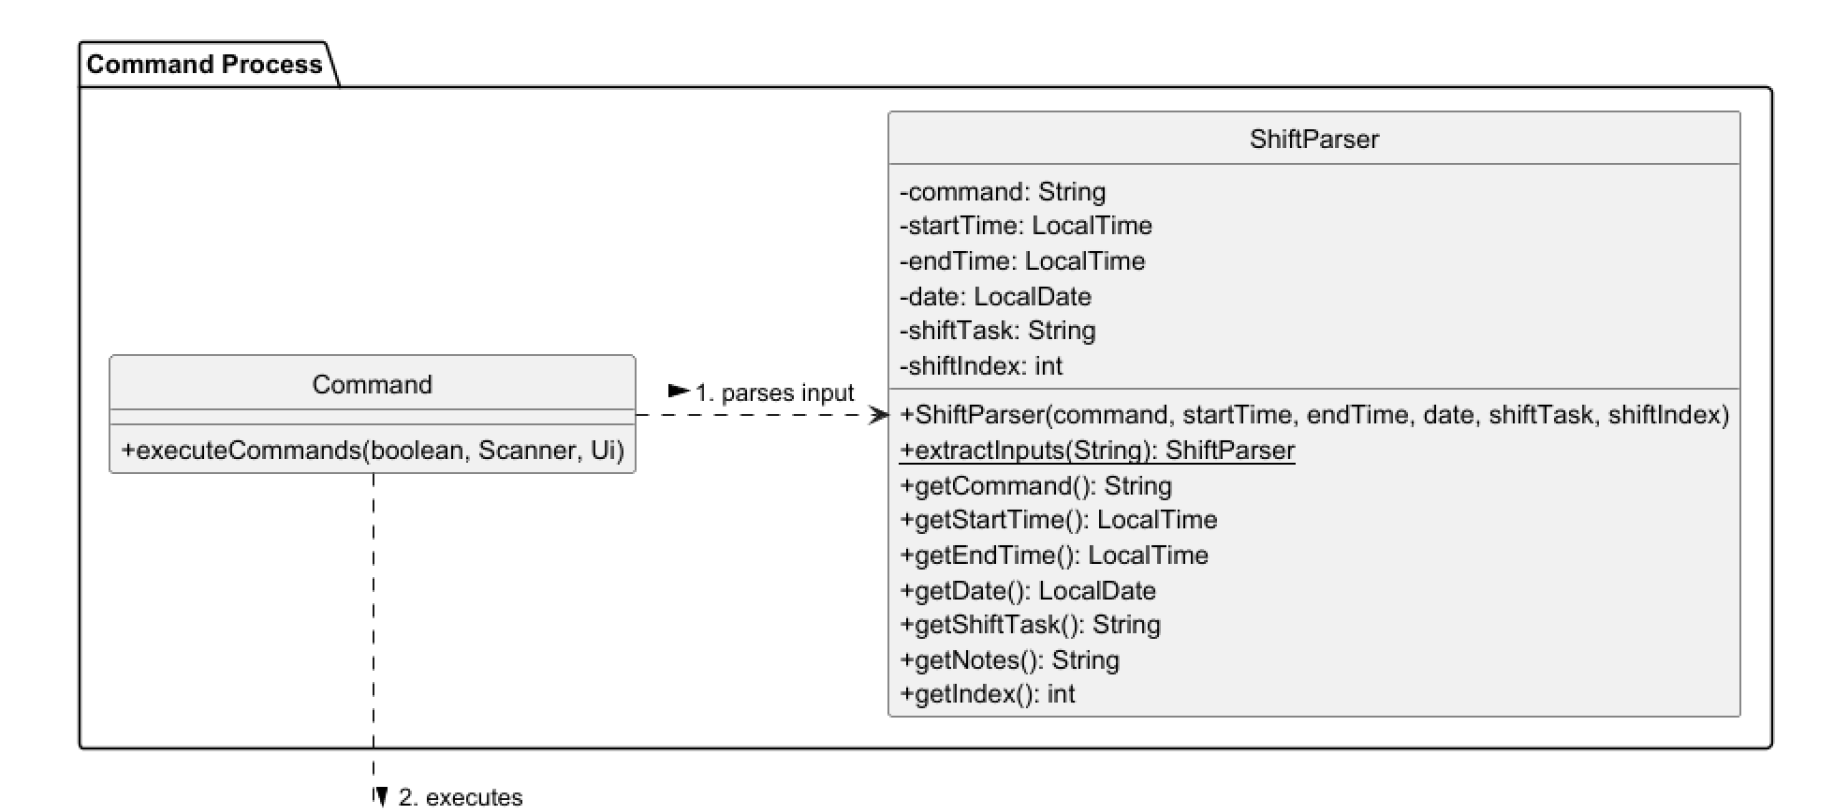 Command Process
ShiftParser
-command: String
-startTime: LocalTime
-endTime: LocalTime
-date: LocalDate
-shiftTask: String
-shiftIndex: int
Command
1. parses input
+ShiftParser(command, startTime, endTime, date, shiftTask, shiftIndex)
+executeCommands(boolean, Scanner, Ui)
+extractInputs(String): ShiftParser
+getCommand(): String
+getStartTime(): LocalTime
+getEndTime(): LocalTime
+getDate(): LocalDate
+getShiftTask(): String
+getNotes(): String
+getIndex(): int
2. executes